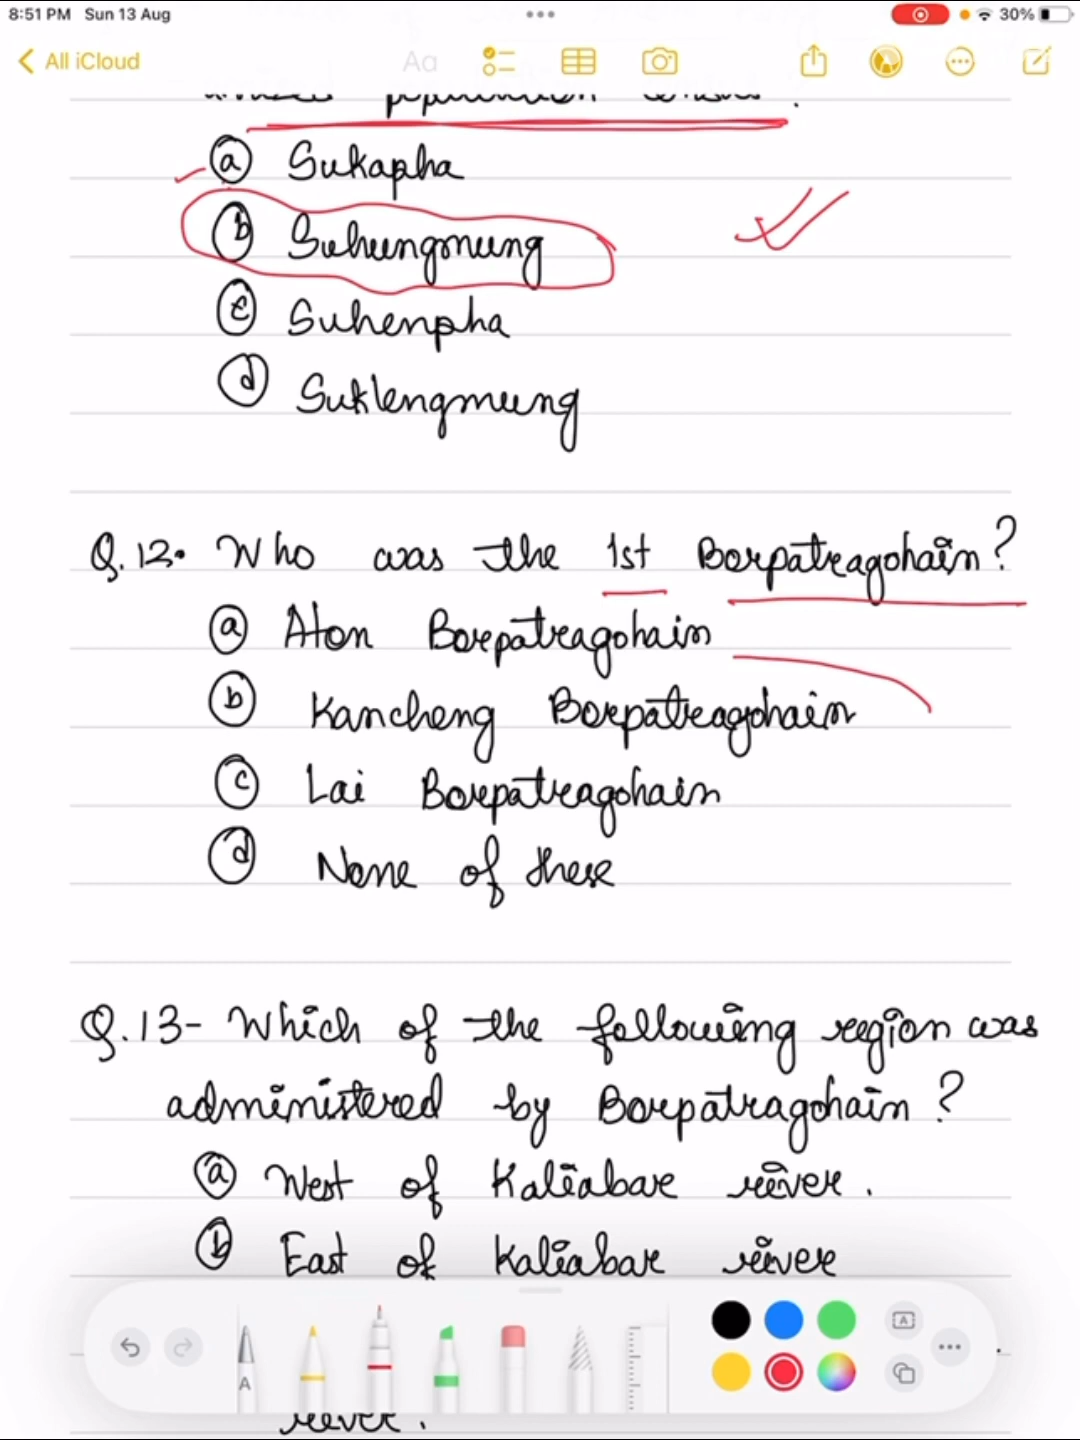 8:51 PM Sun 13 Aug
30%
All iCloud
Aa
population census.
a Sukapha
b Suhungmung
c Suhenpha
d Suklengmung
Q.12. Who was the 1st Borpatragohain?
a Aton Borpatragohain
b Kancheng Borpatragohain
c Lai Borpatragohain
d None of these
Q.13- Which of the following region was
administered by Borpatragohain?
a West of Kaliabar river.
b East of Kaliabar river
A
A
river.